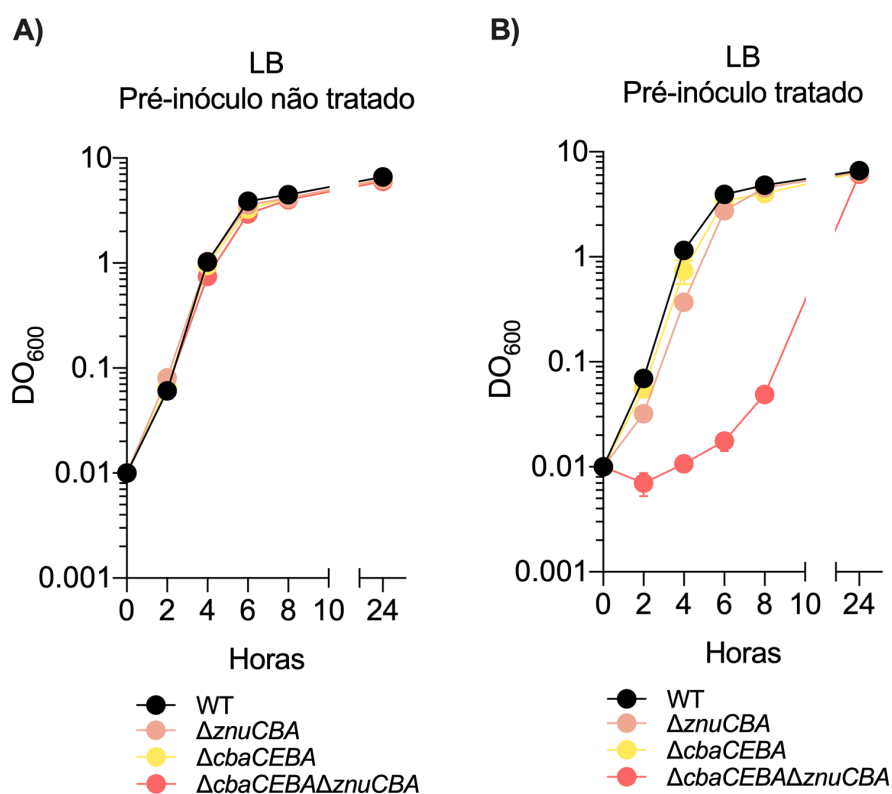 A)
LB
Pré-inóculo não tratado
DO600
10
1
0.1
0.01
0.001
0 2 4 6 8 10 24
Horas
WT
ΔznuCBA
ΔcbaCEBA
ΔcbaCEBAΔznuCBA
B)
LB
Pré-inóculo tratado
DO600
10
1
0.1
0.01
0.001
0 2 4 6 8 10 24
Horas
WT
ΔznuCBA
ΔcbaCEBA
ΔcbaCEBAΔznuCBA